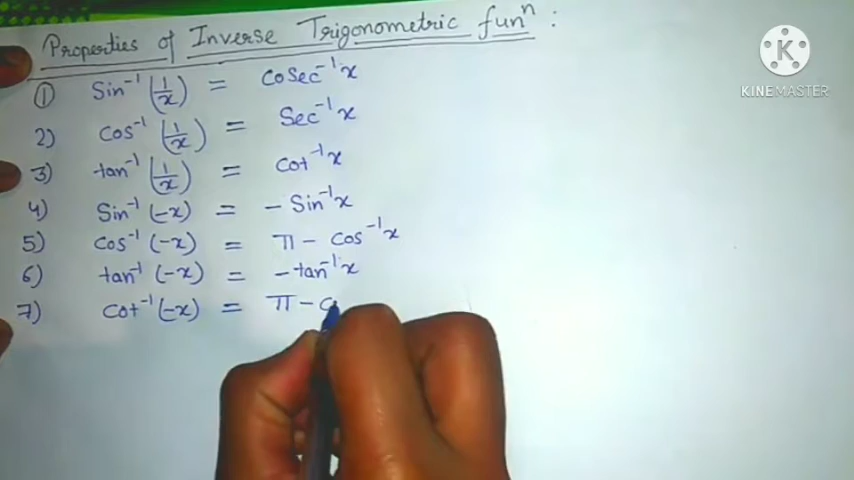 Properties of Inverse Trigonometric funⁿ :
① Sin⁻¹ (1/x) = Cosec⁻¹x
2) Cos⁻¹ (1/x) = Sec⁻¹x
3) tan⁻¹ (1/x) = Cot⁻¹x
4) Sin⁻¹ (-x) = - Sin⁻¹x
5) Cos⁻¹ (-x) = π - Cos⁻¹x
6) tan⁻¹ (-x) = -tan⁻¹x
7) Cot⁻¹ (-x) = π - c
K
KINEMASTER